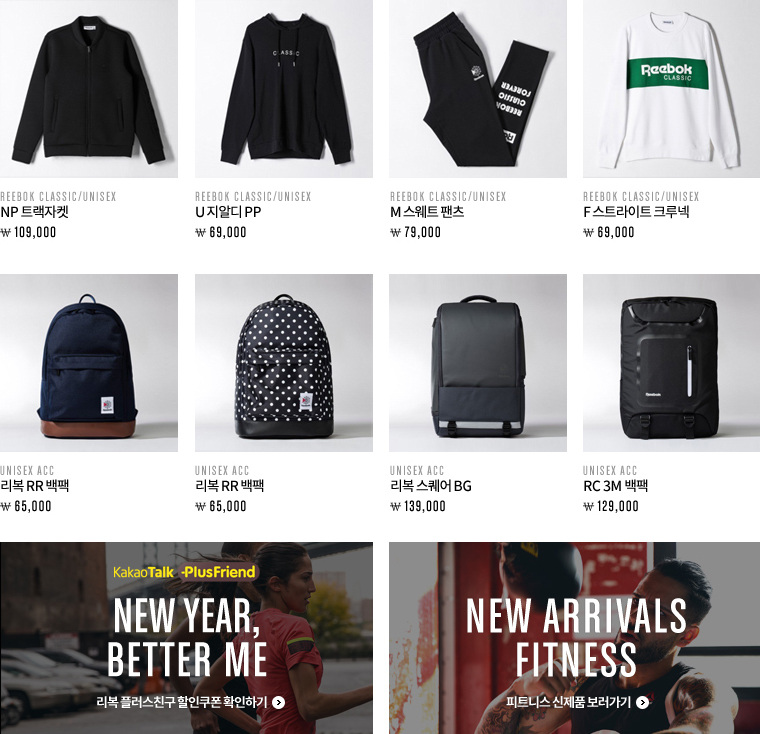 CLASSIC
REEBOK
CLASSIC
FOREVER
Reebok
CLASSIC
REEBOK CLASSIC/UNISEX
NP 트랙자켓
₩ 109,000
REEBOK CLASSIC/UNISEX
U 지알디 PP
₩ 69,000
REEBOK CLASSIC/UNISEX
M 스웨트 팬츠
₩ 79,000
REEBOK CLASSIC/UNISEX
F 스트라이트 크루넥
₩ 69,000
Reebok
UNISEX ACC
리복 RR 백팩
₩ 65,000
UNISEX ACC
리복 RR 백팩
₩ 65,000
UNISEX ACC
리복 스퀘어 BG
₩ 139,000
UNISEX ACC
RC 3M 백팩
₩ 129,000
KakaoTalk -PlusFriend
NEW YEAR,
BETTER ME
리복 플러스친구 할인쿠폰 확인하기
NEW ARRIVALS
FITNESS
피트니스 신제품 보러가기